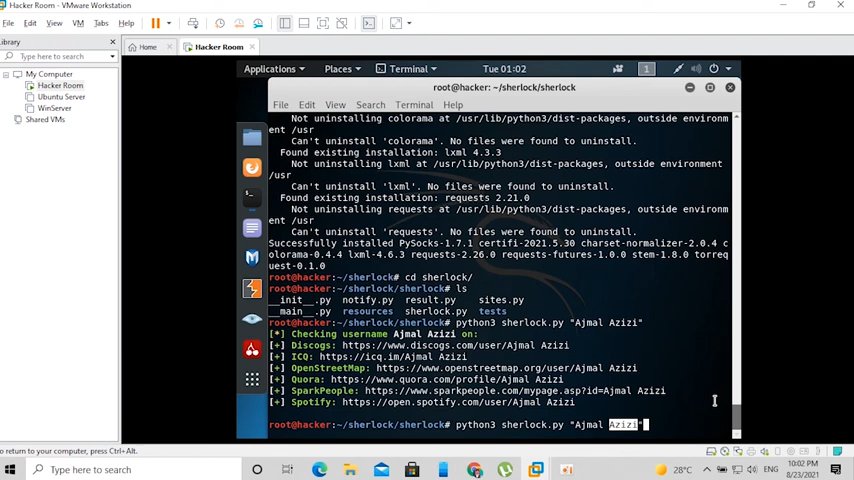 Hacker Room - VMware Workstation
File Edit View VM Tabs Help
Library
Home
Hacker Room
Type here to search
My Computer
Hacker Room
Ubuntu Server
WinServer
Shared VMs
Applications Places Terminal Tue 01:02 1
root@hacker: ~/sherlock/sherlock
File Edit View Search Terminal Help
Not uninstalling colorama at /usr/lib/python3/dist-packages, outside environm
ent /usr
Can't uninstall 'colorama'. No files were found to uninstall.
Found existing installation: lxml 4.3.3
Not uninstalling lxml at /usr/lib/python3/dist-packages, outside environment
/usr
Can't uninstall 'lxml'. No files were found to uninstall.
Found existing installation: requests 2.21.0
Not uninstalling requests at /usr/lib/python3/dist-packages, outside environm
ent /usr
Can't uninstall 'requests'. No files were found to uninstall.
Successfully installed PySocks-1.7.1 certifi-2021.5.30 charset-normalizer-2.0.4 c
olorama-0.4.4 lxml-4.6.3 requests-2.26.0 requests-futures-1.0.0 stem-1.8.0 torreq
uest-0.1.0
root@hacker:~/sherlock# cd sherlock/
root@hacker:~/sherlock/sherlock# ls
__init__.py notify.py result.py sites.py
__main__.py resources sherlock.py tests
root@hacker:~/sherlock/sherlock# python3 sherlock.py "Ajmal Azizi"
[*] Checking username Ajmal Azizi on:
[+] Discogs: https://www.discogs.com/user/Ajmal Azizi
[+] ICQ: https://icq.im/Ajmal Azizi
[+] OpenStreetMap: https://www.openstreetmap.org/user/Ajmal Azizi
[+] Quora: https://www.quora.com/profile/Ajmal Azizi
[+] SparkPeople: https://www.sparkpeople.com/mypage.asp?id=Ajmal Azizi
[+] Spotify: https://open.spotify.com/user/Ajmal Azizi
root@hacker:~/sherlock/sherlock# python3 sherlock.py "Ajmal Azizi"
to return to your computer, press Ctrl+Alt.
Type here to search
28°C ENG 10:02 PM
8/23/2021